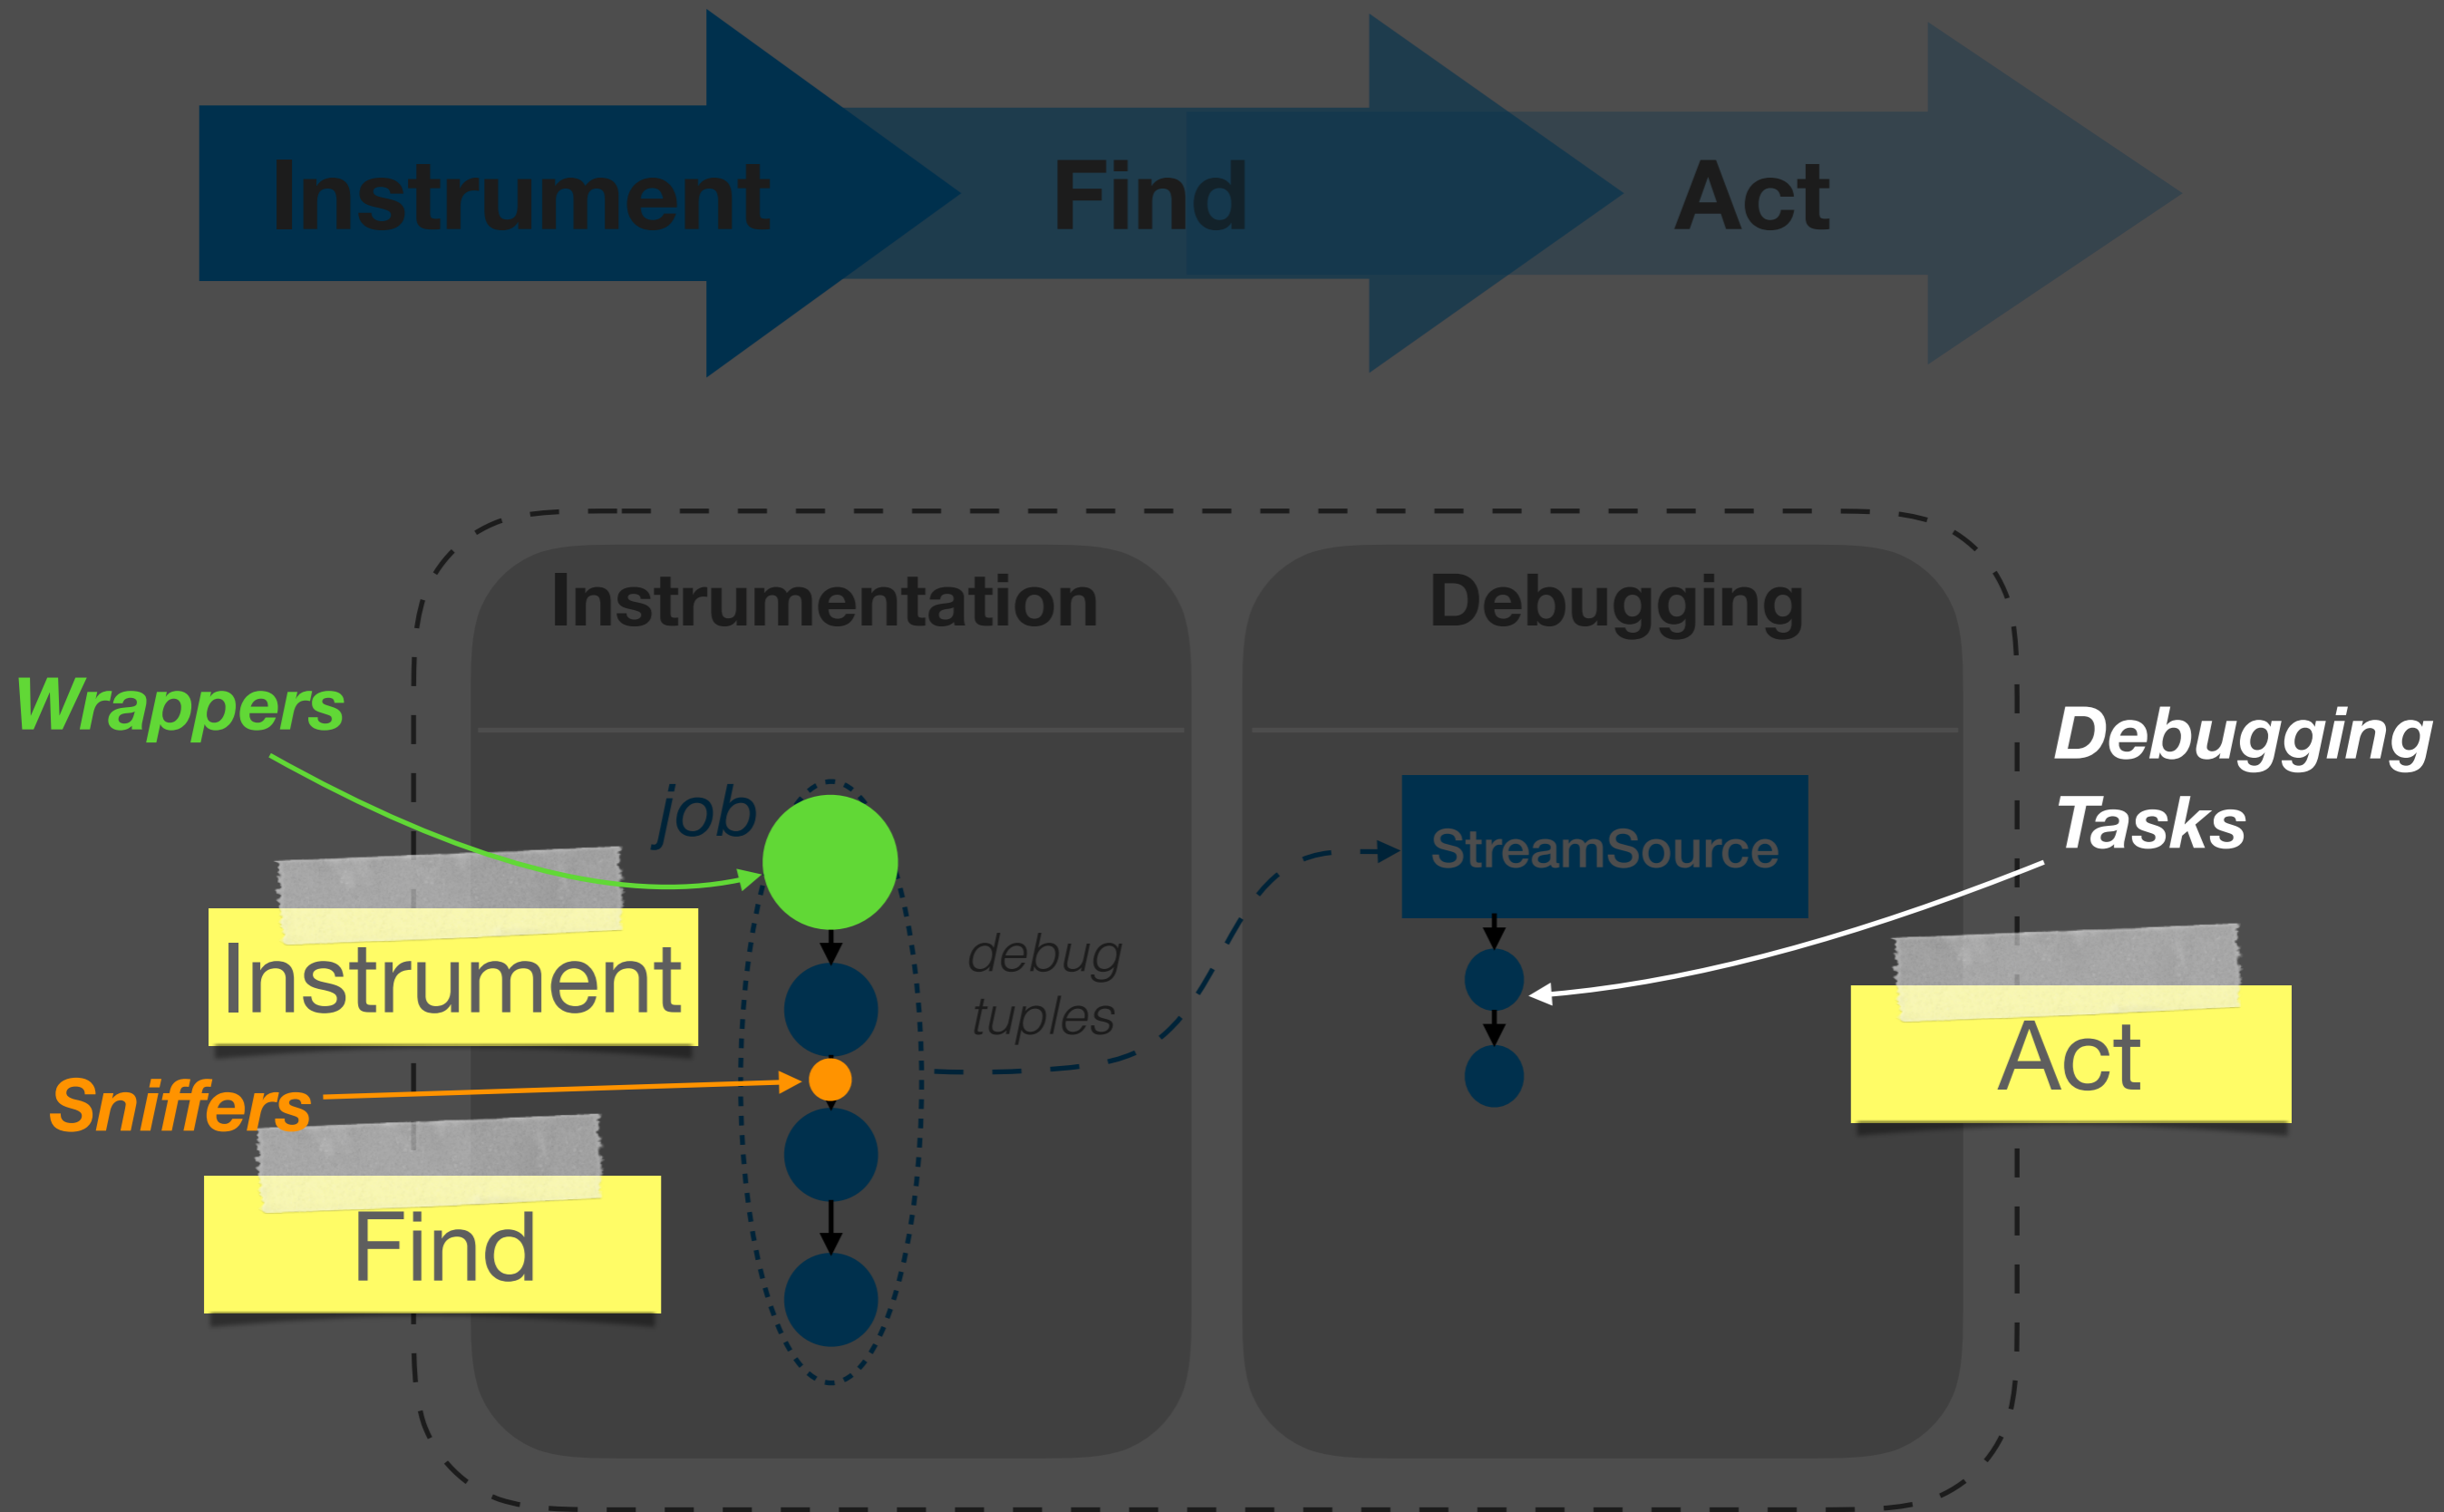 Instrument
Find
Act
Instrumentation
Debugging
Wrappers
job
StreamSource
Debugging
Tasks
debug
tuples
Instrument
Act
Sniffers
Find